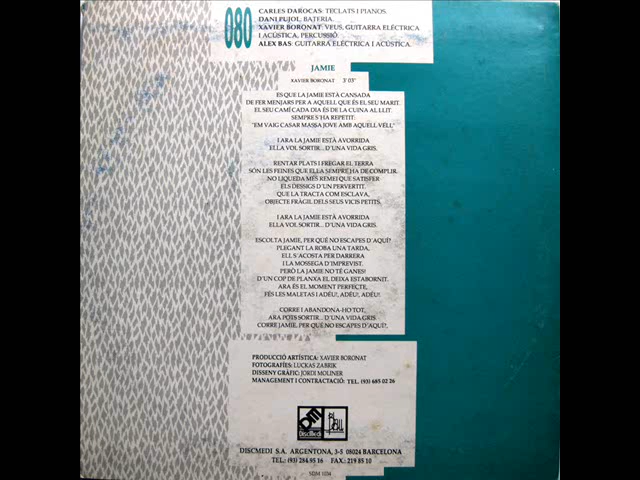 080
CARLES DAROCAS: TECLATS I PIANOS.
DANI PUJOL: BATERIA.
XAVIER BORONAT: VEUS, GUITARRA ELÈCTRICA
I ACÚSTICA, PERCUSSIÓ.
ALEX BAS: GUITARRA ELÈCTRICA I ACÚSTICA.
JAMIE
XAVIER BORONAT 3' 03"
ES QUE LA JAMIE ESTÀ CANSADA
DE FER MENJARS PER A AQUELL QUE ÉS EL SEU MARIT.
EL SEU CAMÍ CADA DIA ÉS DE LA CUINA AL LLIT.
SEMPRE S'HA REPETIT:
"EM VAIG CASAR MASSA JOVE AMB AQUELL VELL"
I ARA LA JAMIE ESTÀ AVORRIDA
ELLA VOL SORTIR... D'UNA VIDA GRIS.
RENTAR PLATS I FREGAR EL TERRA
SÓN LES FEINES QUE ELLA SEMPRE HA DE COMPLIR.
NO LI QUEDA MÉS REMEI QUE SATISFER
ELS DESSIGS D'UN PERVERTIT.
QUE LA TRACTA COM ESCLAVA,
OBJECTE FRÀGIL DELS SEUS VICIS PETITS.
I ARA LA JAMIE ESTÀ AVORRIDA
ELLA VOL SORTIR... D'UNA VIDA GRIS.
ESCOLTA JAMIE, PER QUÈ NO ESCAPES D'AQUÍ?
PLEGANT LA ROBA UNA TARDA,
ELL S'ACOSTA PER DARRERA
I LA MOSSEGA D'IMPREVIST.
PERÒ LA JAMIE NO TÉ GANES!
D'UN COP DE PLANXA EL DEIXA ESTABORNIT.
ARA ÉS EL MOMENT PERFECTE,
FÉS LES MALETAS I ADÉU!, ADÉU!, ADÉU!
CORRE I ABANDONA-HO TOT,
ARA POTS SORTIR... D'UNA VIDA GRIS.
CORRE JAMIE, PER QUÈ NO ESCAPES D'AQUÍ?,
PRODUCCIÓ ARTÍSTICA: XAVIER BORONAT
FOTOGRAFIES: LUCKAS ZABRIK
DISSENY GRÀFIC: JORDI MOLINER
MANAGEMENT I CONTRACTACIÓ: TEL. (93) 685 02 26
DM
DiscMedi
DISCMEDI S.A. ARGENTONA, 3-5 08024 BARCELONA
TEL.: (93) 284 95 16 FAX.: 219 85 10
SDM 1034